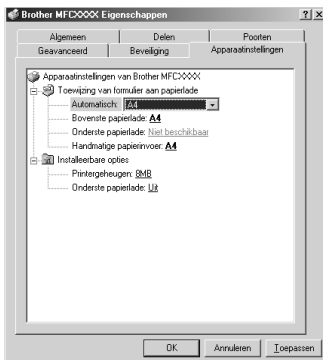 Brother MFCXXXX Eigenschappen
Algemeen Delen Poorten
Geavanceerd Beveiliging Apparaatinstellingen
Apparaatinstellingen van Brother MFCXXXX
Toewijzing van formulier aan papierlade
Automatisch: A4
Bovenste papierlade: A4
Onderste papierlade: Niet beschikbaar
Handmatige papierinvoer: A4
Installeerbare opties
Printergeheugen: 8MB
Onderste papierlade: Uit
OK Annuleren Toepassen